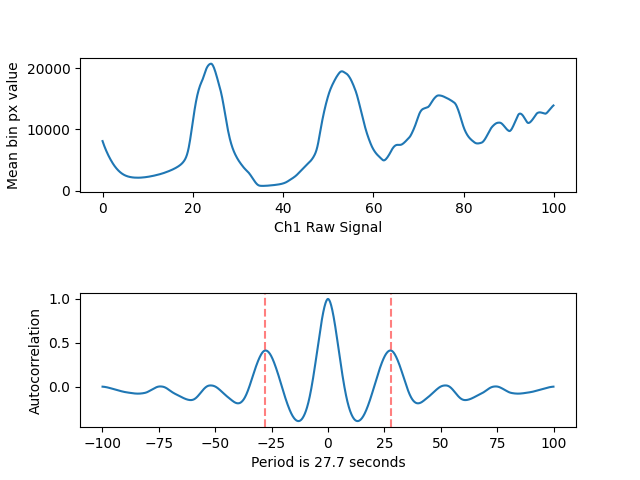 Mean bin px value
20000
10000
0
0 20 40 60 80 100
Ch1 Raw Signal
Autocorrelation
1.0
0.5
0.0
−100 −75 −50 −25 0 25 50 75 100
Period is 27.7 seconds